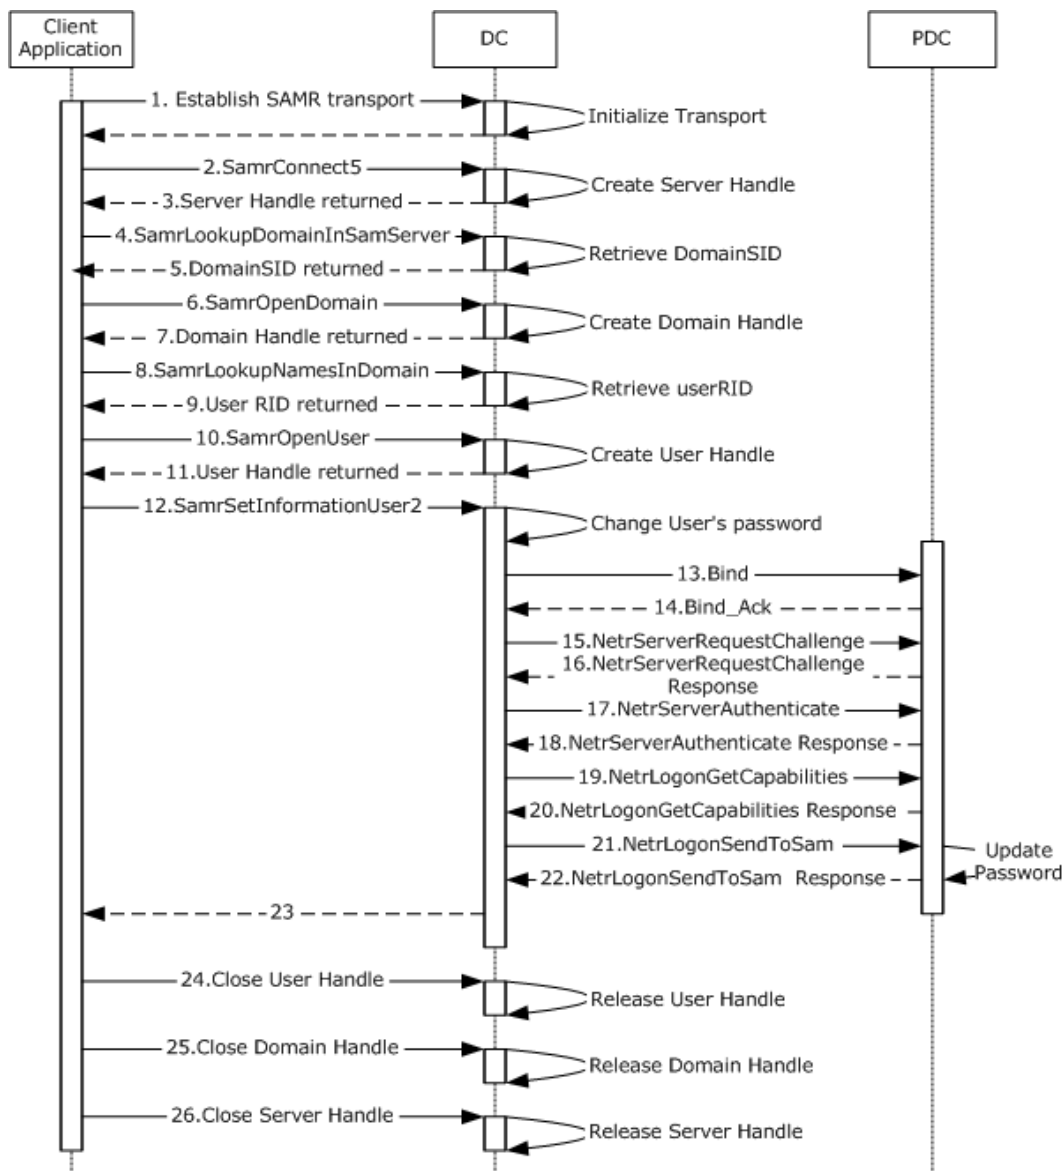 Client
Application
DC
PDC
1. Establish SAMR transport
Initialize Transport
2.SamrConnect5
Create Server Handle
3.Server Handle returned
4.SamrLookupDomainInSamServer
Retrieve DomainSID
5.DomainSID returned
6.SamrOpenDomain
Create Domain Handle
7.Domain Handle returned
8.SamrLookupNamesInDomain
Retrieve userRID
9.User RID returned
10.SamrOpenUser
Create User Handle
11.User Handle returned
12.SamrSetInformationUser2
Change User's password
13.Bind
14.Bind_Ack
15.NetrServerRequestChallenge
16.NetrServerRequestChallenge
Response
17.NetrServerAuthenticate
18.NetrServerAuthenticate Response
19.NetrLogonGetCapabilities
20.NetrLogonGetCapabilities Response
21.NetrLogonSendToSam
Update
Password
22.NetrLogonSendToSam Response
23
24.Close User Handle
Release User Handle
25.Close Domain Handle
Release Domain Handle
26.Close Server Handle
Release Server Handle